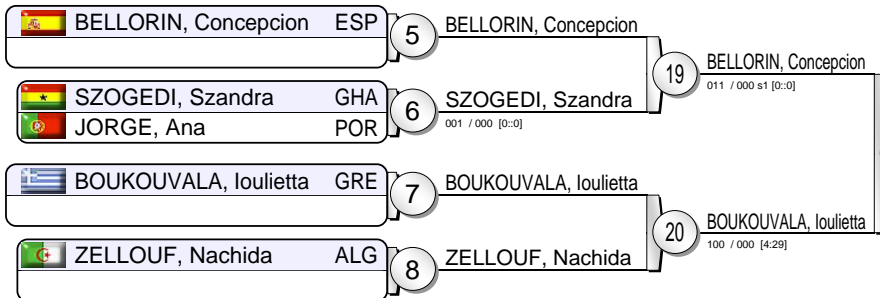 BELLORIN, Concepcion ESP
5
BELLORIN, Concepcion
19
BELLORIN, Concepcion
011 / 000 s1 [0::0]
SZOGEDI, Szandra GHA
JORGE, Ana POR
6
SZOGEDI, Szandra
001 / 000 [0::0]
BOUKOUVALA, Ioulietta GRE
7
BOUKOUVALA, Ioulietta
20
BOUKOUVALA, Ioulietta
100 / 000 [4:29]
ZELLOUF, Nachida ALG
8
ZELLOUF, Nachida